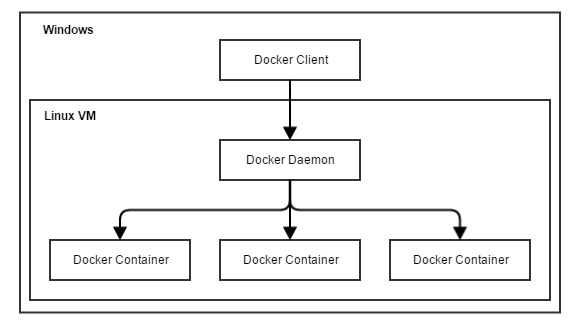 Windows
Docker Client
Linux VM
Docker Daemon
Docker Container
Docker Container
Docker Container